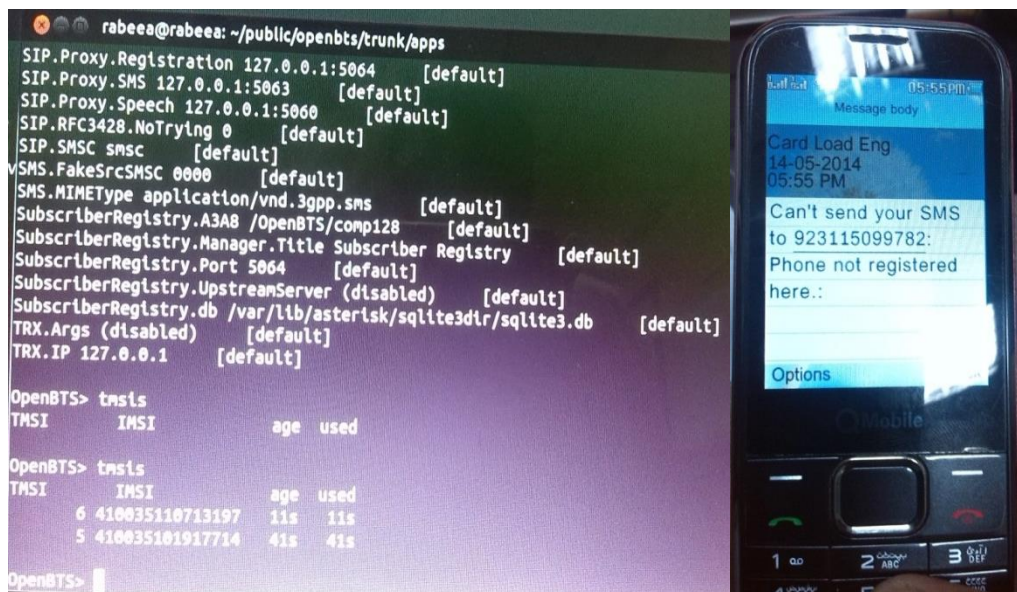 rabeea@rabeea: ~/public/openbts/trunk/apps
SIP.Proxy.Registration 127.0.0.1:5064 [default]
SIP.Proxy.SMS 127.0.0.1:5063 [default]
SIP.Proxy.Speech 127.0.0.1:5060 [default]
SIP.RFC3428.NoTrying 0 [default]
SIP.SMSC smsc [default]
SMS.FakeSrcSMSC 0000 [default]
SMS.MIMEType application/vnd.3gpp.sms [default]
SubscriberRegistry.A3A8 /OpenBTS/comp128 [default]
SubscriberRegistry.Manager.Title Subscriber Registry [default]
SubscriberRegistry.Port 5064 [default]
SubscriberRegistry.UpstreamServer (disabled) [default]
SubscriberRegistry.db /var/lib/asterisk/sqlite3dir/sqlite3.db [default]
TRX.Args (disabled) [default]
TRX.IP 127.0.0.1 [default]
OpenBTS> tmsis
TMSI IMSI age used
OpenBTS> tmsis
TMSI IMSI age used
6 410035110713197 11s 11s
5 410035101917714 41s 41s
OpenBTS>
05:55PM
Message body
Card Load Eng
14-05-2014
05:55 PM
Can't send your SMS
to 923115099782:
Phone not registered
here.:
Options
QMobile
1
2 ABC
3 DEF